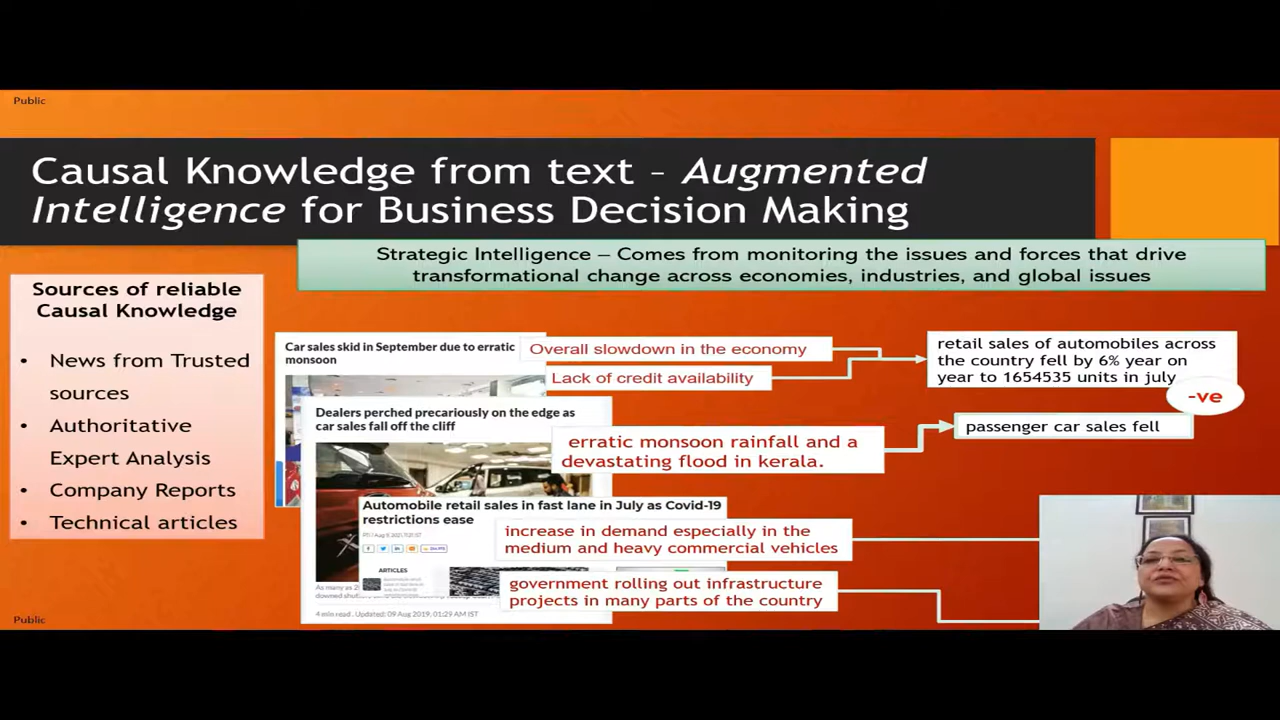 Public
Causal Knowledge from text – Augmented
Intelligence for Business Decision Making
Strategic Intelligence – Comes from monitoring the issues and forces that drive
transformational change across economies, industries, and global issues
Sources of reliable
Causal Knowledge
• News from Trusted
sources
• Authoritative
Expert Analysis
• Company Reports
• Technical articles
Car sales skid in September due to erratic
monsoon
Dealers perched precariously on the edge as
car sales fall off the cliff
Automobile retail sales in fast lane in July as Covid-19
restrictions ease
ARTICLES
As many as
4 min read . Updated: 09 Aug 2019, 01:29 AM IST
Overall slowdown in the economy
Lack of credit availability
erratic monsoon rainfall and a
devastating flood in kerala.
increase in demand especially in the
medium and heavy commercial vehicles
government rolling out infrastructure
projects in many parts of the country
retail sales of automobiles across
the country fell by 6% year on
year to 1654535 units in july
-ve
passenger car sales fell
Public